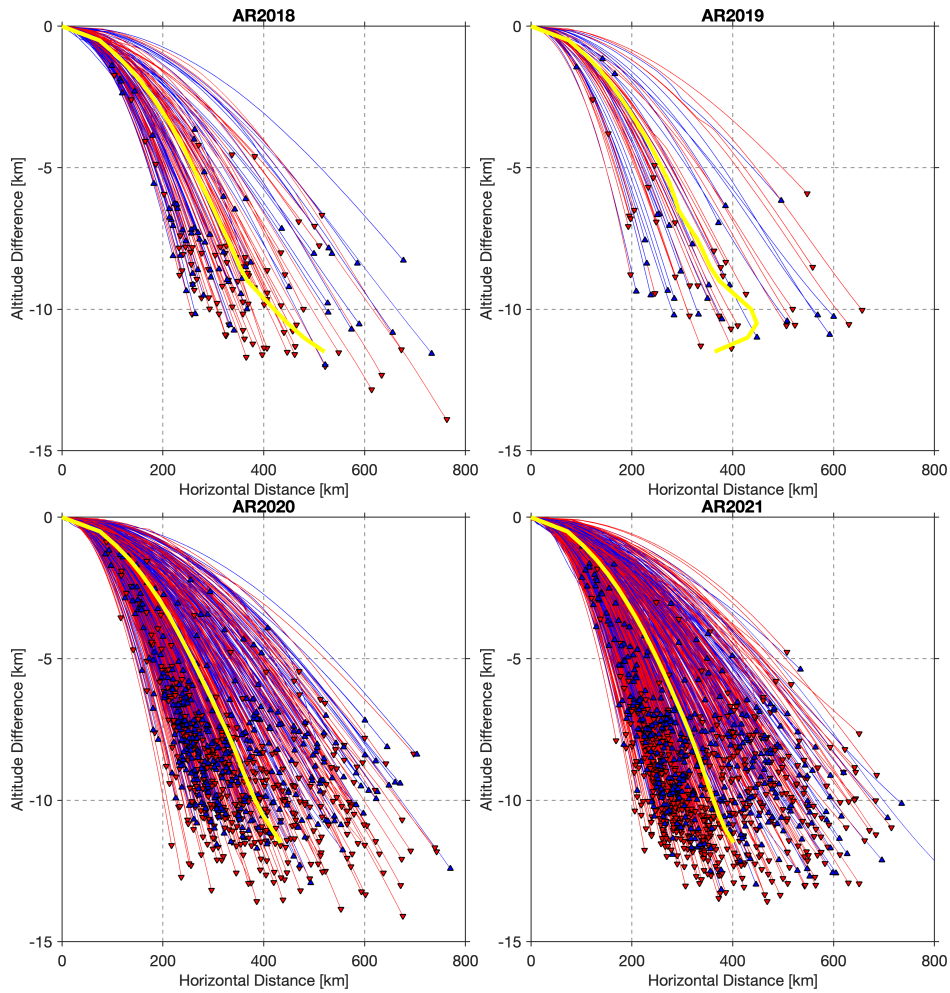 AR2018
0
-5
-10
-15
Altitude Difference [km]
0 200 400 600 800
Horizontal Distance [km]
AR2019
0
-5
-10
-15
Altitude Difference [km]
0 200 400 600 800
Horizontal Distance [km]
AR2020
0
-5
-10
-15
Altitude Difference [km]
0 200 400 600 800
Horizontal Distance [km]
AR2021
0
-5
-10
-15
Altitude Difference [km]
0 200 400 600 800
Horizontal Distance [km]